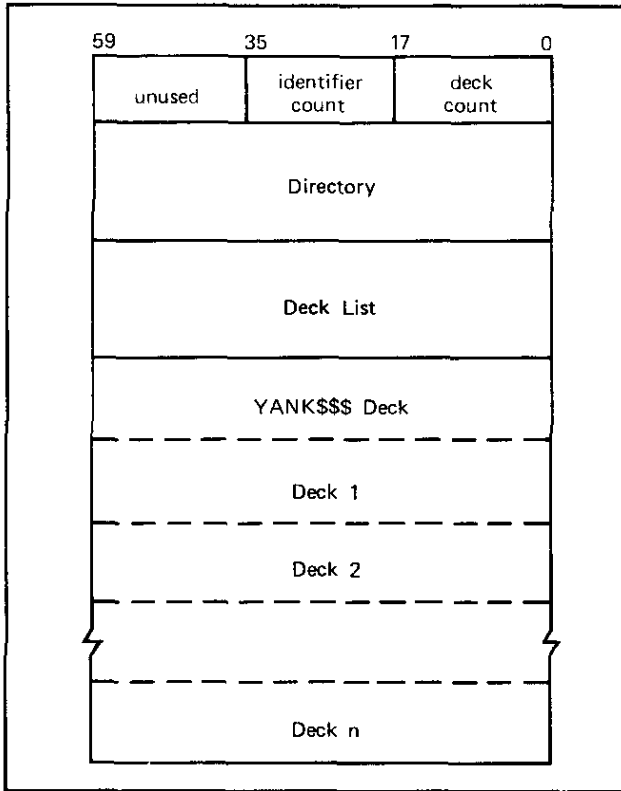 59 35 17 0
unused identifier count deck count
Directory
Deck List
YANK$$$ Deck
Deck 1
Deck 2
Deck n